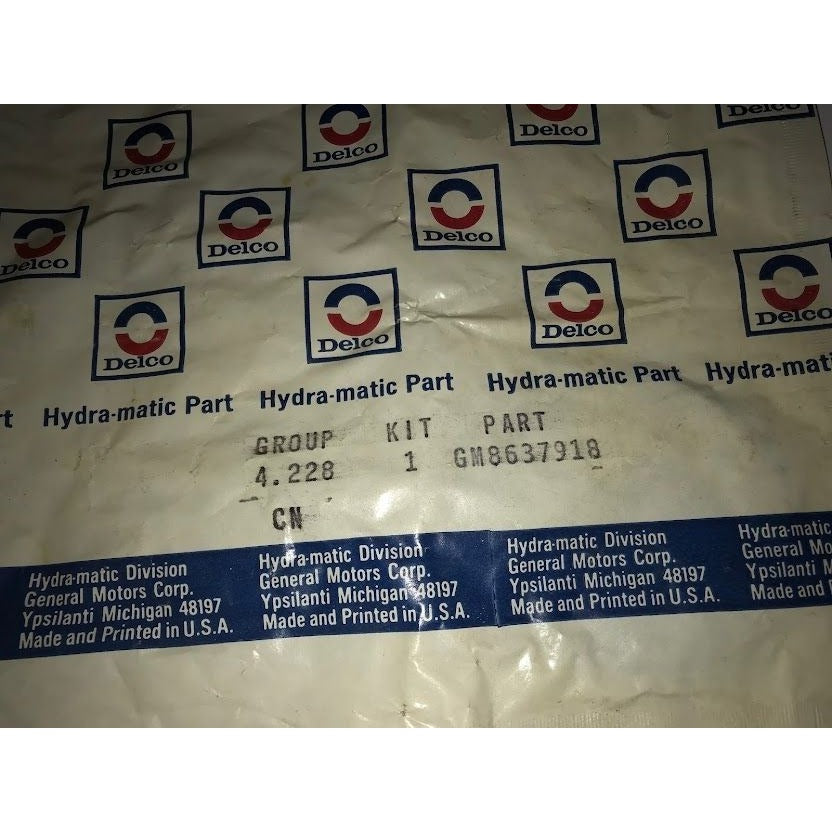 Delco
Delco
Delco
Delco
Delco
Delco
Delco
Delco
Delco
Delco
Delco
Delco
Delco
rt Hydra-matic Part Hydra-matic Part Hydra-matic Part Hydra-mati
GROUP KIT PART
4.228 1 GM8637918
CN
Hydra-matic Division
General Motors Corp.
Ypsilanti Michigan 48197
Made and Printed in U.S.A.
Hydra-matic Division
General Motors Corp.
Ypsilanti Michigan 48197
Made and Printed in U.S.A.
Hydra-matic Division
General Motors Corp.
Ypsilanti Michigan 48197
Made and Printed in U.S.A.
Hydra-matic
General Mo
Ypsilanti M
Made and